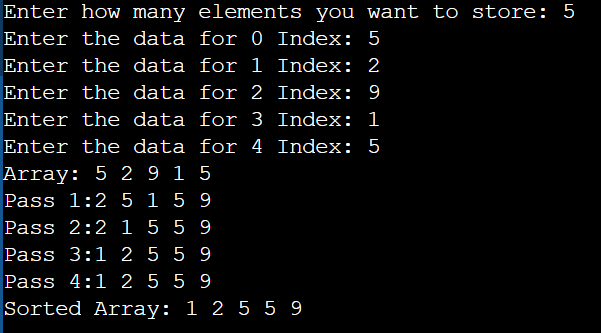 Enter how many elements you want to store: 5
Enter the data for 0 Index: 5
Enter the data for 1 Index: 2
Enter the data for 2 Index: 9
Enter the data for 3 Index: 1
Enter the data for 4 Index: 5
Array: 5 2 9 1 5
Pass 1:2 5 1 5 9
Pass 2:2 1 5 5 9
Pass 3:1 2 5 5 9
Pass 4:1 2 5 5 9
Sorted Array: 1 2 5 5 9